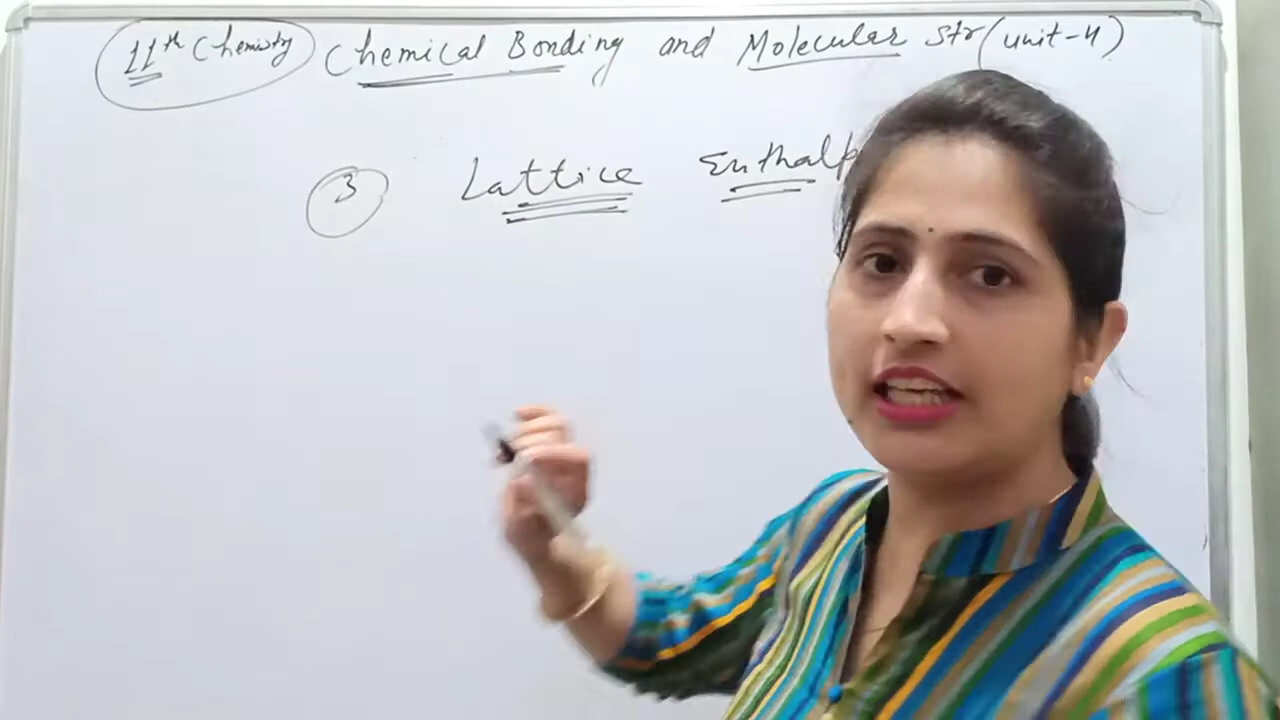 11th Chemistry Chemical Bonding and Molecular Str (unit-4)
3 Lattice Enthalp